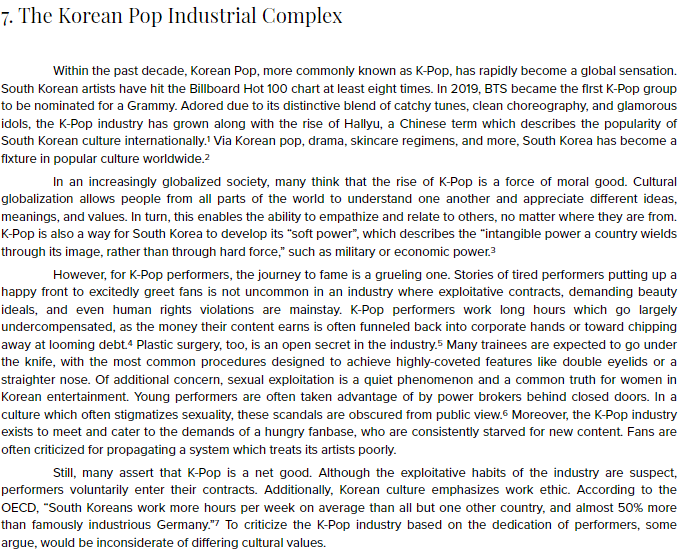 7. The Korean Pop Industrial Complex
Within the past decade, Korean Pop, more commonly known as K-Pop, has rapidly become a global sensation.
South Korean artists have hit the Billboard Hot 100 chart at least eight times. In 2019, BTS became the first K-Pop group
to be nominated for a Grammy. Adored due to its distinctive blend of catchy tunes, clean choreography, and glamorous
idols, the K-Pop industry has grown along with the rise of Hallyu, a Chinese term which describes the popularity of
South Korean culture internationally.¹ Via Korean pop, drama, skincare regimens, and more, South Korea has become a
fixture in popular culture worldwide.²
In an increasingly globalized society, many think that the rise of K-Pop is a force of moral good. Cultural
globalization allows people from all parts of the world to understand one another and appreciate different ideas,
meanings, and values. In turn, this enables the ability to empathize and relate to others, no matter where they are from.
K-Pop is also a way for South Korea to develop its “soft power”, which describes the “intangible power a country wields
through its image, rather than through hard force,” such as military or economic power.³
However, for K-Pop performers, the journey to fame is a grueling one. Stories of tired performers putting up a
happy front to excitedly greet fans is not uncommon in an industry where exploitative contracts, demanding beauty
ideals, and even human rights violations are mainstay. K-Pop performers work long hours which go largely
undercompensated, as the money their content earns is often funneled back into corporate hands or toward chipping
away at looming debt.⁴ Plastic surgery, too, is an open secret in the industry.⁵ Many trainees are expected to go under
the knife, with the most common procedures designed to achieve highly-coveted features like double eyelids or a
straighter nose. Of additional concern, sexual exploitation is a quiet phenomenon and a common truth for women in
Korean entertainment. Young performers are often taken advantage of by power brokers behind closed doors. In a
culture which often stigmatizes sexuality, these scandals are obscured from public view.⁶ Moreover, the K-Pop industry
exists to meet and cater to the demands of a hungry fanbase, who are consistently starved for new content. Fans are
often criticized for propagating a system which treats its artists poorly.
Still, many assert that K-Pop is a net good. Although the exploitative habits of the industry are suspect,
performers voluntarily enter their contracts. Additionally, Korean culture emphasizes work ethic. According to the
OECD, “South Koreans work more hours per week on average than all but one other country, and almost 50% more
than famously industrious Germany.”⁷ To criticize the K-Pop industry based on the dedication of performers, some
argue, would be inconsiderate of differing cultural values.